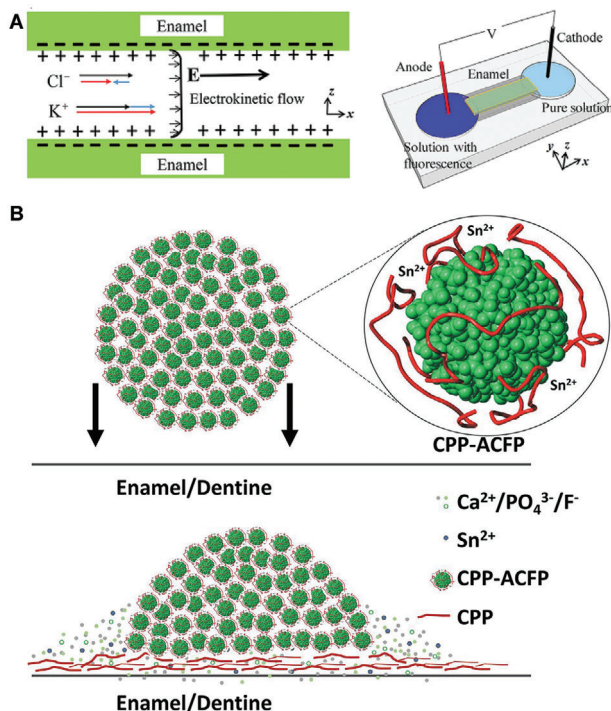 A
Enamel
Cl⁻
E
K⁺
Electrokinetic flow
z
x
Enamel
V
Cathode
Anode
Enamel
Pure solution
Solution with
fluorescence
y z
x
B
Sn²⁺
Sn²⁺
Sn²⁺
CPP-ACFP
Enamel/Dentine
Ca²⁺/PO₄³⁻/F⁻
Sn²⁺
CPP-ACFP
CPP
Enamel/Dentine